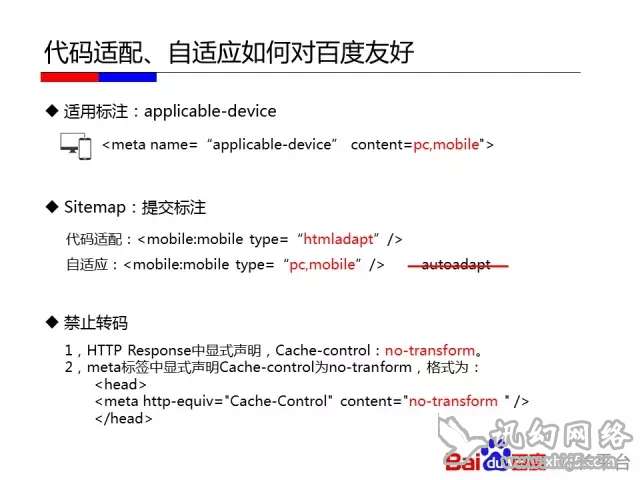 代码适配、自适应如何对百度友好
◆ 适用标注：applicable-device
<meta name=“applicable-device” content=pc,mobile">
◆ Sitemap：提交标注
代码适配：<mobile:mobile type=“htmladapt”/>
自适应：<mobile:mobile type=“pc,mobile”/> autoadapt
◆ 禁止转码
1，HTTP Response中显式声明，Cache-control：no-transform。
2，meta标签中显式声明Cache-control为no-tranform，格式为：
<head>
<meta http-equiv="Cache-Control" content="no-transform " />
</head>
讯幻网络
Bai du 百度 平台